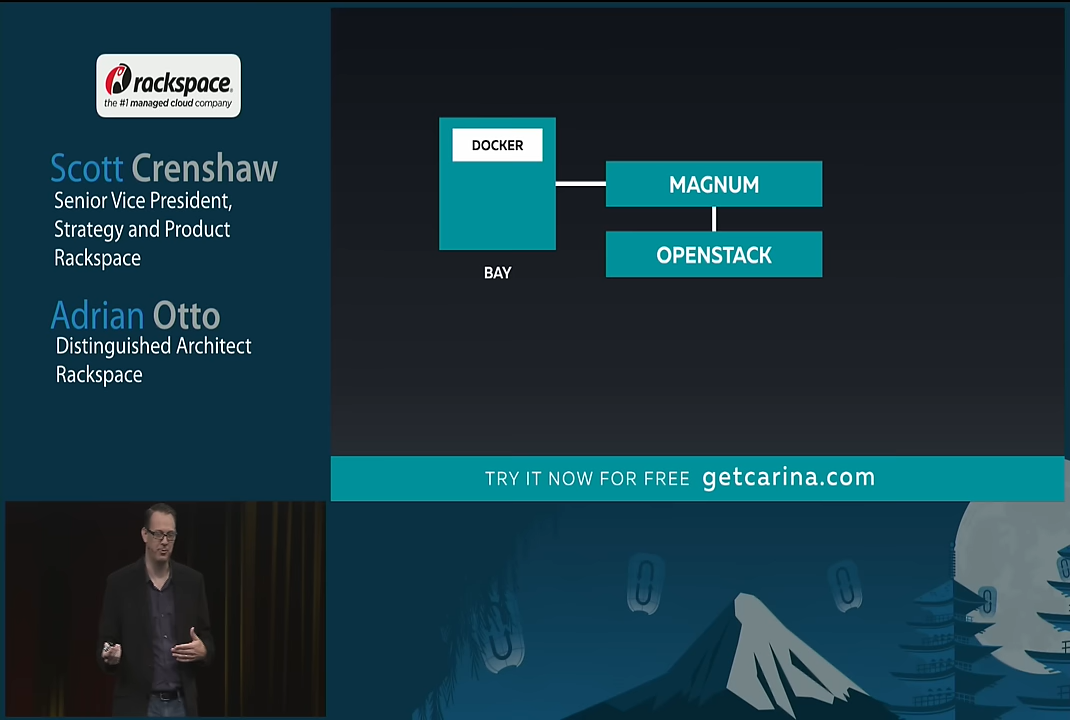 rackspace.
the #1 managed cloud company
Scott Crenshaw
Senior Vice President,
Strategy and Product
Rackspace
Adrian Otto
Distinguished Architect
Rackspace
DOCKER
BAY
MAGNUM
OPENSTACK
TRY IT NOW FOR FREE getcarina.com